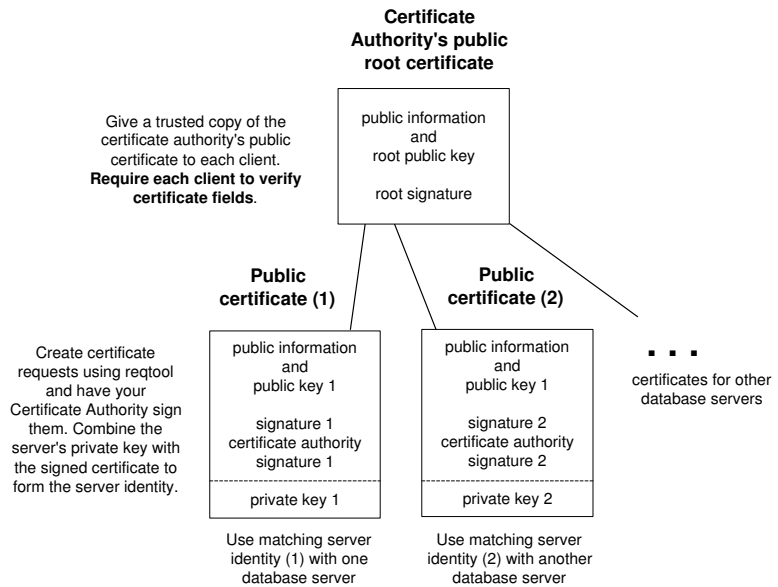 Certificate
Authority's public
root certificate
Give a trusted copy of the
certificate authority's public
certificate to each client.
Require each client to verify
certificate fields.
public information
and
root public key
root signature
Public
certificate (1)
Public
certificate (2)
Create certificate
requests using reqtool
and have your
Certificate Authority sign
them. Combine the
server's private key with
the signed certificate to
form the server identity.
public information
and
public key 1
signature 1
certificate authority
signature 1
private key 1
public information
and
public key 1
signature 2
certificate authority
signature 2
private key 2
. . .
certificates for other
database servers
Use matching server
identity (1) with one
database server
Use matching server
identity (2) with another
database server